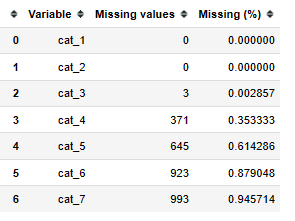 Variable Missing values Missing (%)
0 cat_1 0 0.000000
1 cat_2 0 0.000000
2 cat_3 3 0.002857
3 cat_4 371 0.353333
4 cat_5 645 0.614286
5 cat_6 923 0.879048
6 cat_7 993 0.945714